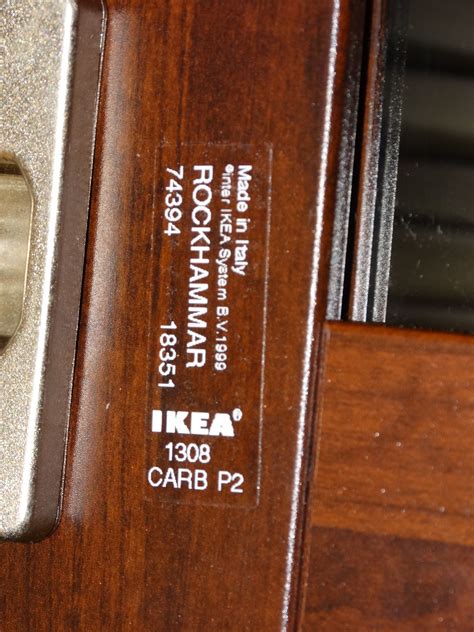 Made in Italy
©Inter IKEA System B.V.1999
ROCKHAMMAR
74394 18351
IKEA®
1308
CARB P2